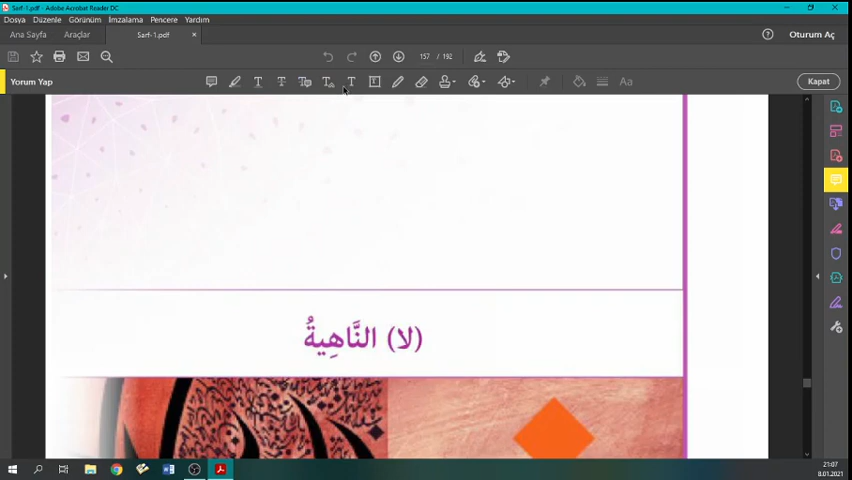 Sarf-1.pdf - Adobe Acrobat Reader DC
Dosya Düzenle Görünüm İmzalama Pencere Yardım
Ana Sayfa Araçlar Sarf-1.pdf × Oturum Aç
157 / 192
Yorum Yap Aa Kapat
(لا) النَّاهِيةُ
21:07
8.01.2021